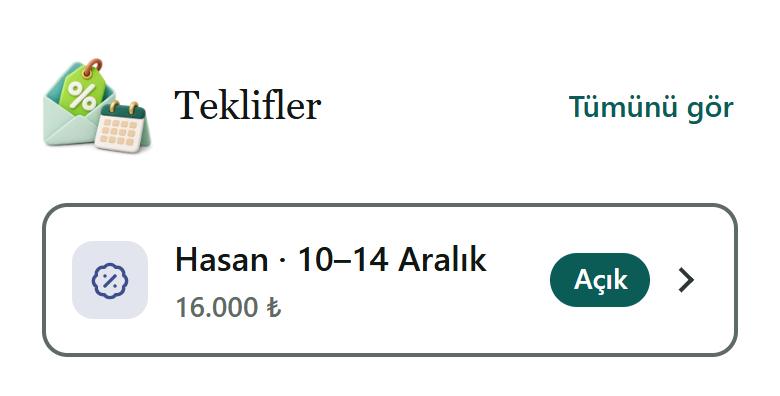 %
Teklifler
Tümünü gör
Hasan · 10–14 Aralık
16.000 ₺
Açık